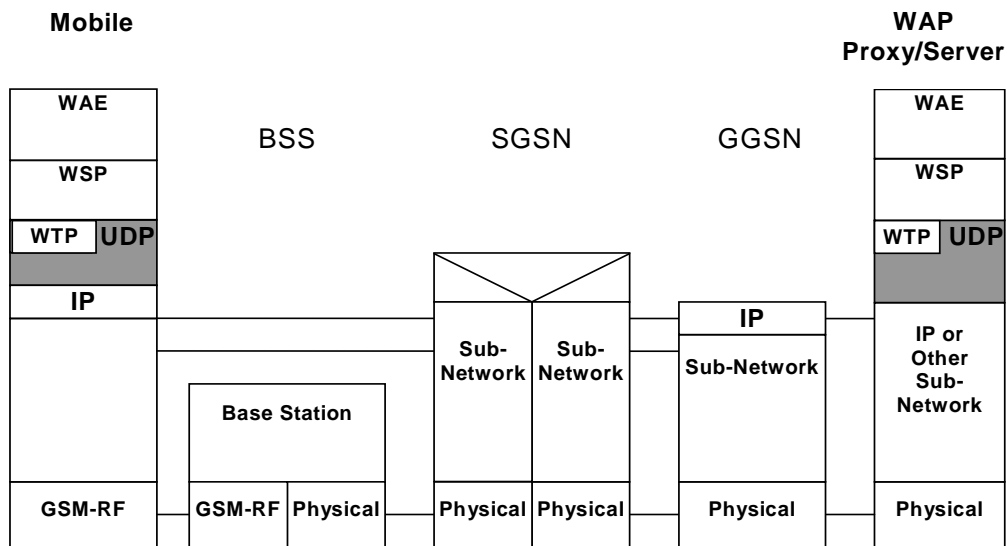 Mobile
WAP
Proxy/Server
WAE
WSP
WTP UDP
IP
GSM-RF
BSS
Base Station
GSM-RF Physical
SGSN
Sub-
Network
Sub-
Network
Physical Physical
GGSN
IP
Sub-Network
Physical
WAE
WSP
WTP UDP
IP or
Other
Sub-
Network
Physical